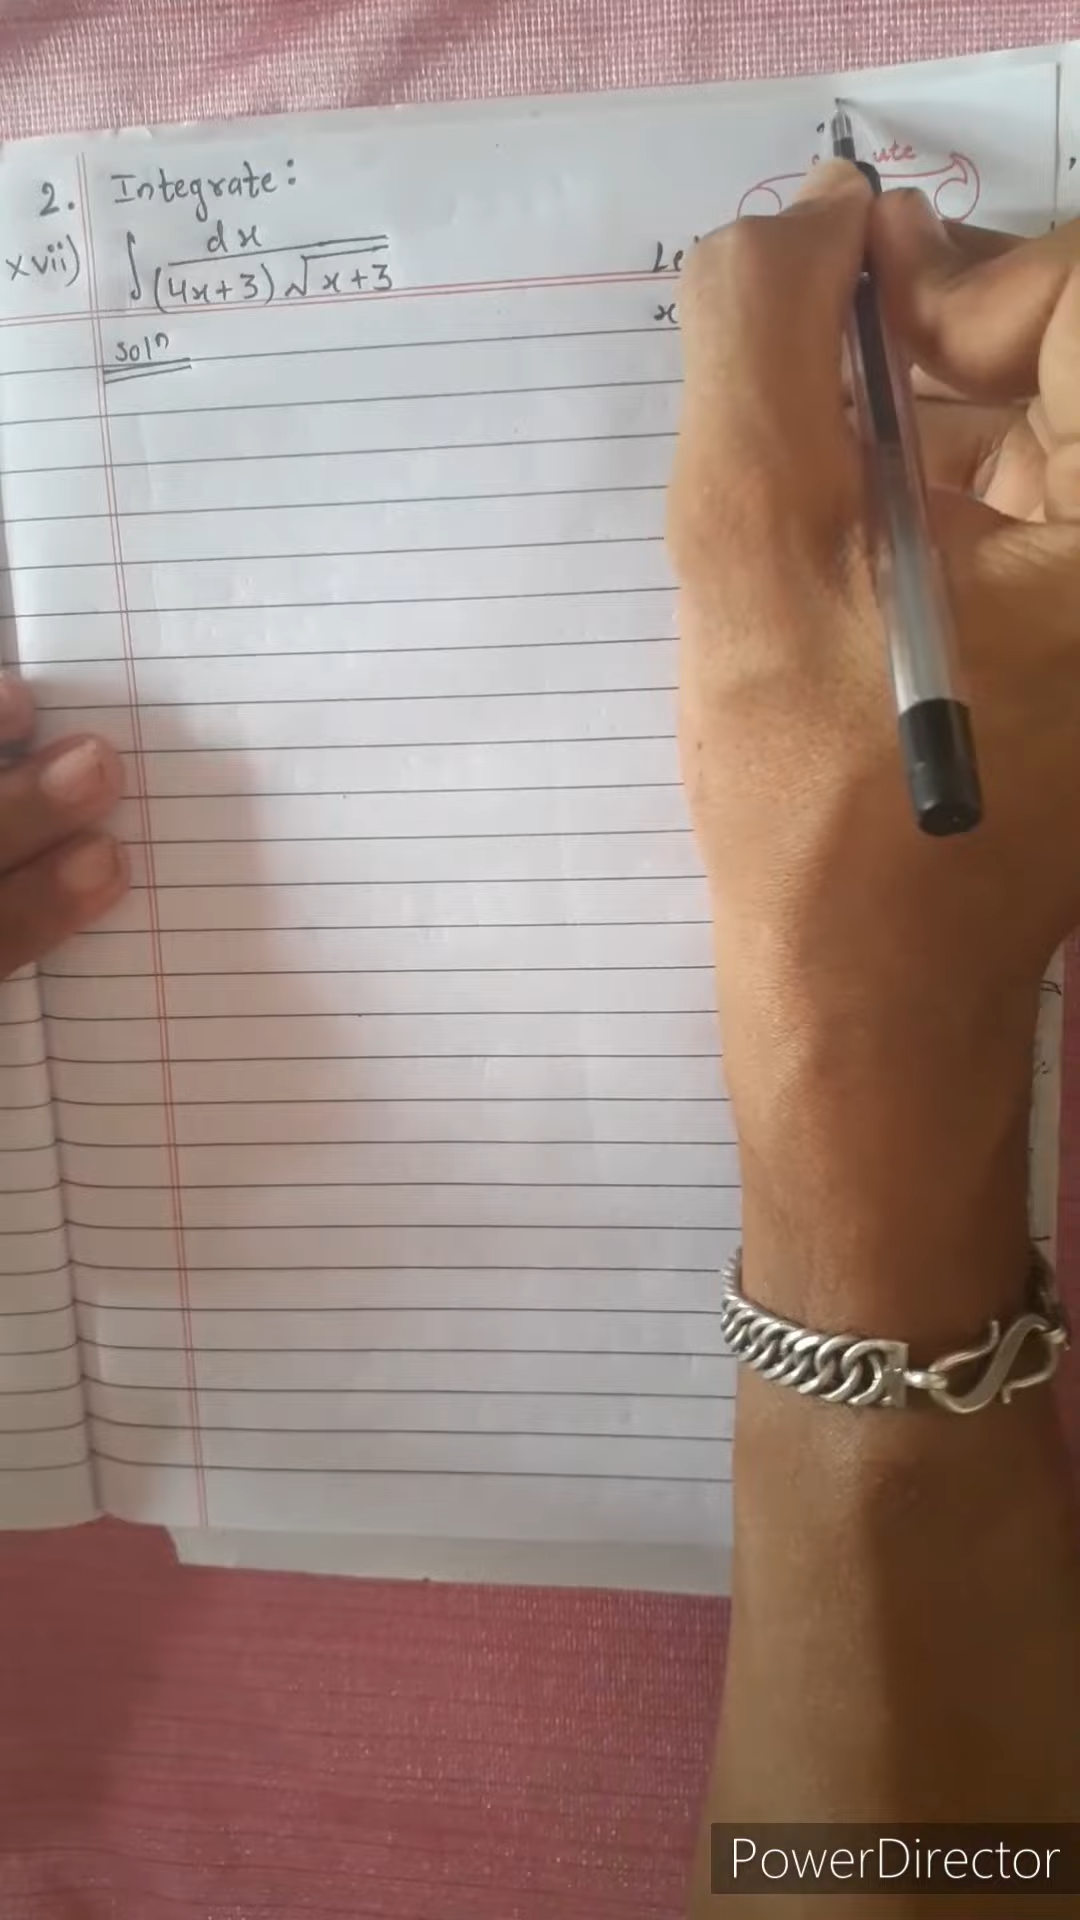 2. Integrate:
xvii) ∫ dx / (4x+3) √x+3
Solⁿ
x
PowerDirector